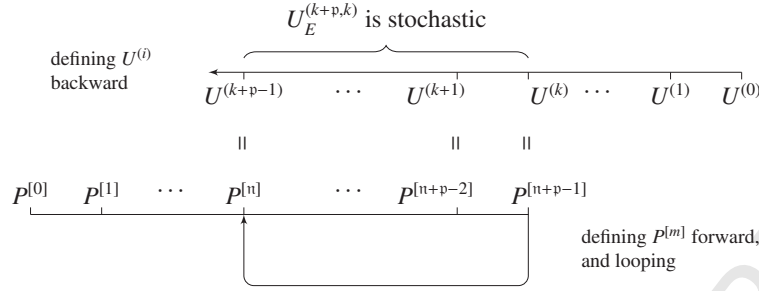 U_E^{(k+𝔭,k)} is stochastic
defining U^{(i)}
backward
U^{(k+𝔭−1)} ⋯ U^{(k+1)} U^{(k)} ⋯ U^{(1)} U^{(0)}
= = =
P^{[0]} P^{[1]} ⋯ P^{[𝔫]} ⋯ P^{[𝔫+𝔭−2]} P^{[𝔫+𝔭−1]}
defining P^{[m]} forward,
and looping